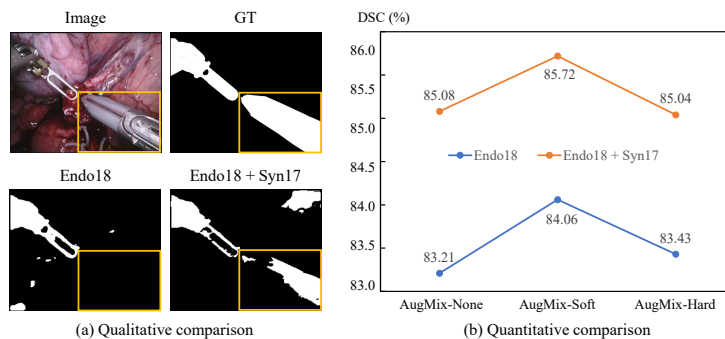 Image
GT
Endo18
Endo18 + Syn17
(a) Qualitative comparison
DSC (%)
86.0
85.5
85.0
84.5
84.0
83.5
83.0
85.08
85.72
85.04
Endo18
Endo18 + Syn17
83.21
84.06
83.43
AugMix-None
AugMix-Soft
AugMix-Hard
(b) Quantitative comparison